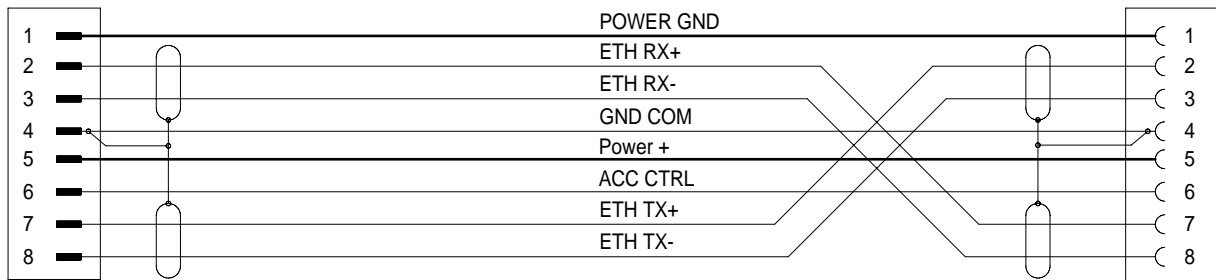 1 POWER GND 1
2 ETH RX+ 2
3 ETH RX- 3
4 GND COM 4
5 Power + 5
6 ACC CTRL 6
7 ETH TX+ 7
8 ETH TX- 8